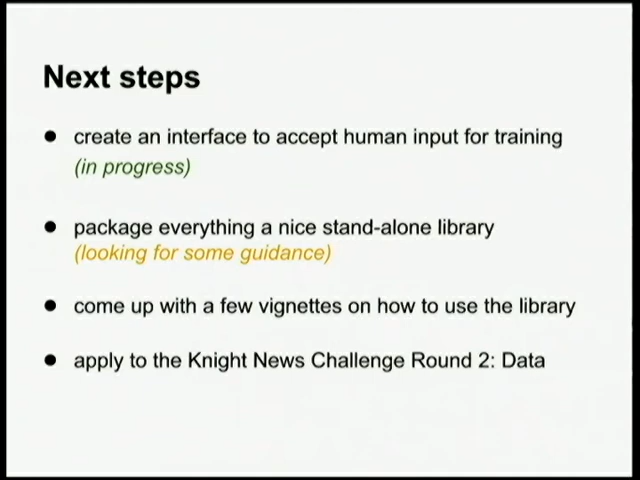 Next steps
● create an interface to accept human input for training
(in progress)
● package everything a nice stand-alone library
(looking for some guidance)
● come up with a few vignettes on how to use the library
● apply to the Knight News Challenge Round 2: Data